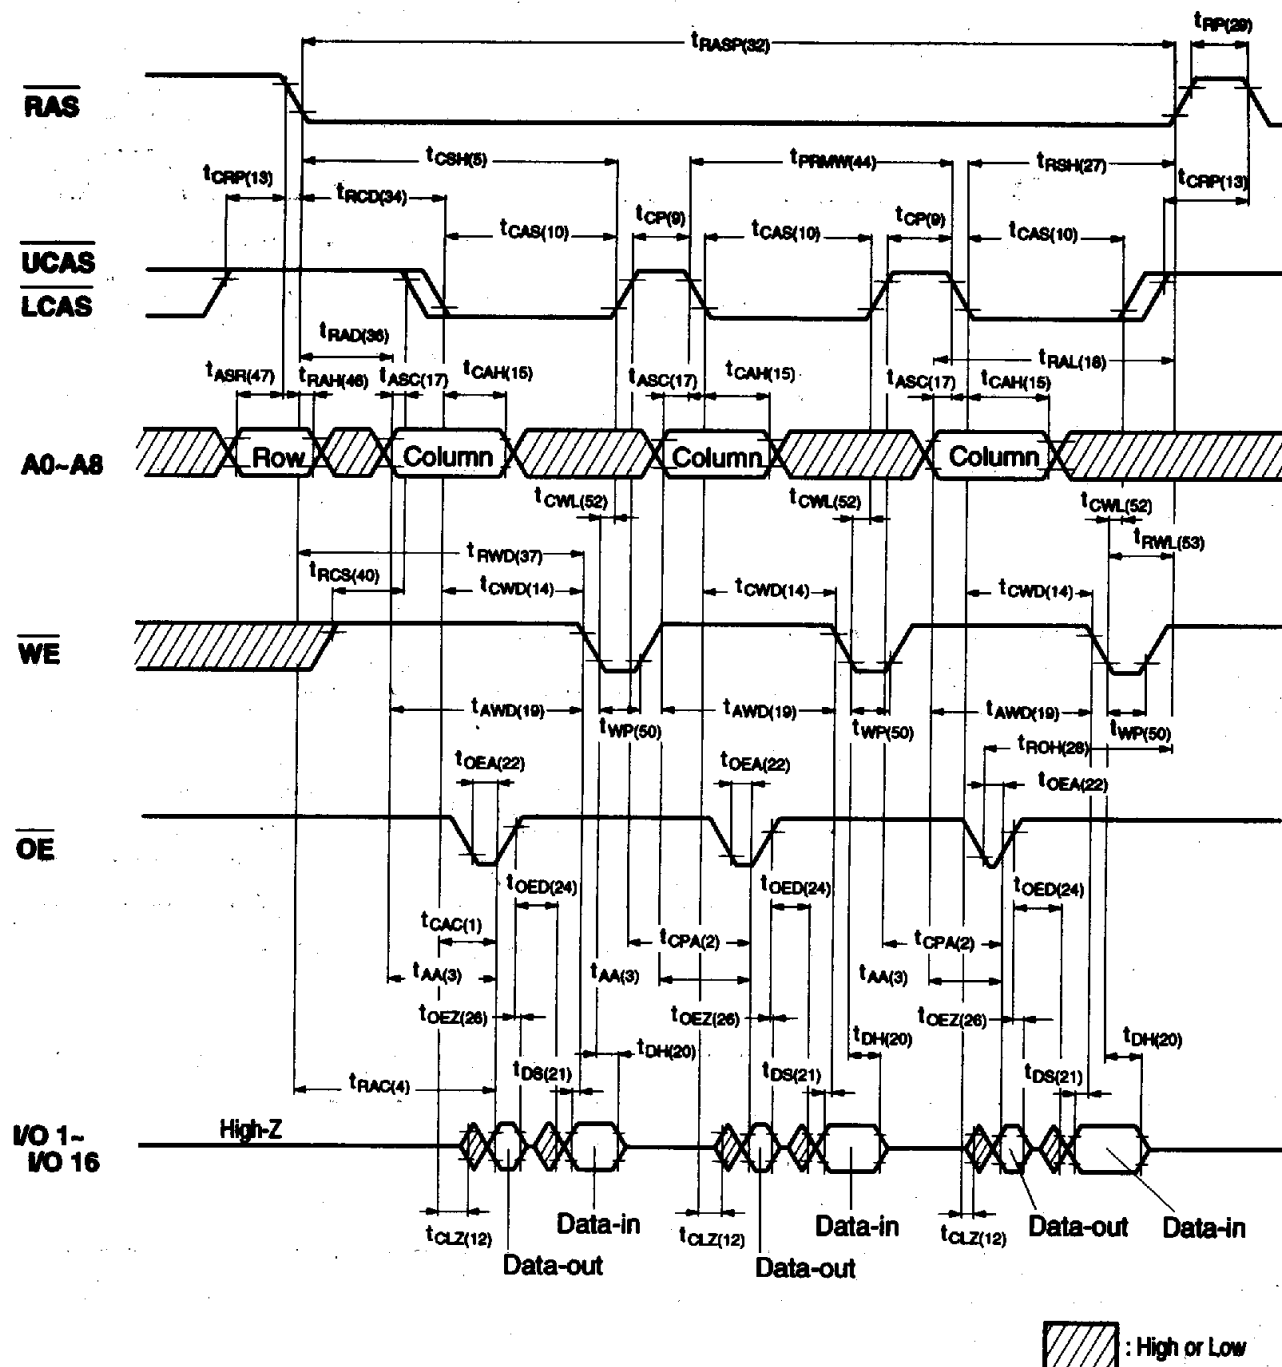 tRP(29)
tRASP(32)
RAS
tCSH(5)
tPRMW(44)
tRSH(27)
tCRP(13)
tRCD(34)
tCRP(13)
tCP(9)
tCP(9)
tCAS(10)
tCAS(10)
tCAS(10)
UCAS
LCAS
tRAD(36)
tRAL(18)
tASR(47)
tRAH(46)
tASC(17)
tCAH(15)
tASC(17)
tCAH(15)
tASC(17)
tCAH(15)
A0~A8
Row
Column
Column
Column
tCWL(52)
tCWL(52)
tCWL(52)
tRWD(37)
tRWL(53)
tRCS(40)
tCWD(14)
tCWD(14)
tCWD(14)
WE
tAWD(19)
tWP(50)
tAWD(19)
tWP(50)
tAWD(19)
tWP(50)
tROH(28)
tOEA(22)
tOEA(22)
tOEA(22)
OE
tOED(24)
tOED(24)
tOED(24)
tCAC(1)
tCPA(2)
tCPA(2)
tAA(3)
tAA(3)
tAA(3)
tOEZ(26)
tOEZ(26)
tOEZ(26)
tDH(20)
tDH(20)
tDH(20)
tDS(21)
tDS(21)
tDS(21)
tRAC(4)
High-Z
I/O 1~
I/O 16
tCLZ(12)
Data-in
tCLZ(12)
Data-in
tCLZ(12)
Data-out
Data-in
Data-out
Data-out
: High or Low